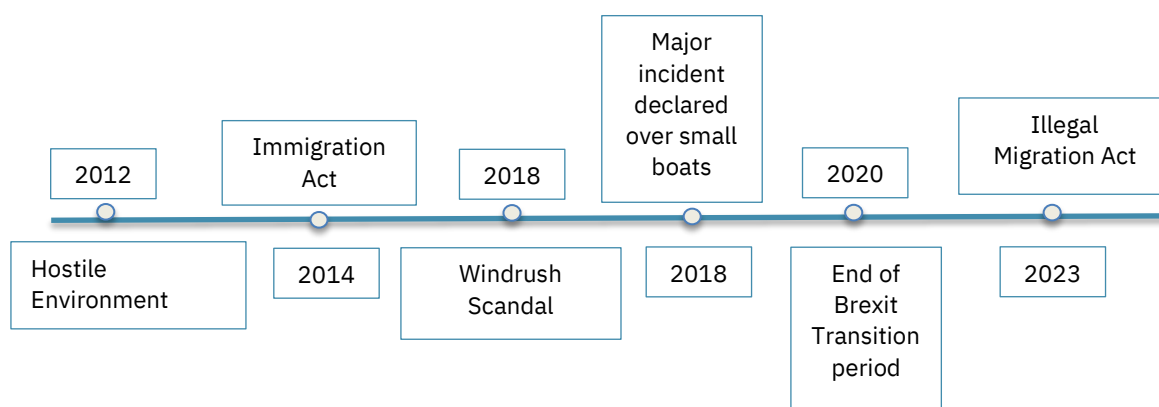 2012
Hostile
Environment
Immigration
Act
2014
2018
Windrush
Scandal
Major
incident
declared
over small
boats
2018
2020
End of
Brexit
Transition
period
Illegal
Migration Act
2023